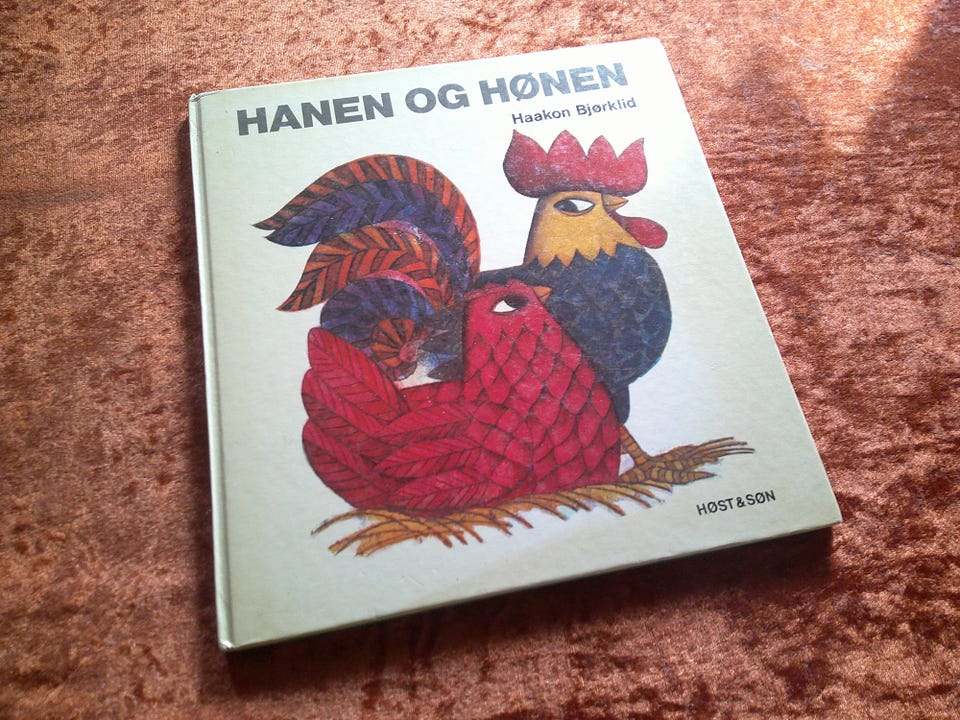 HANEN OG HØNEN
Haakon Bjørklid
HØST & SØN